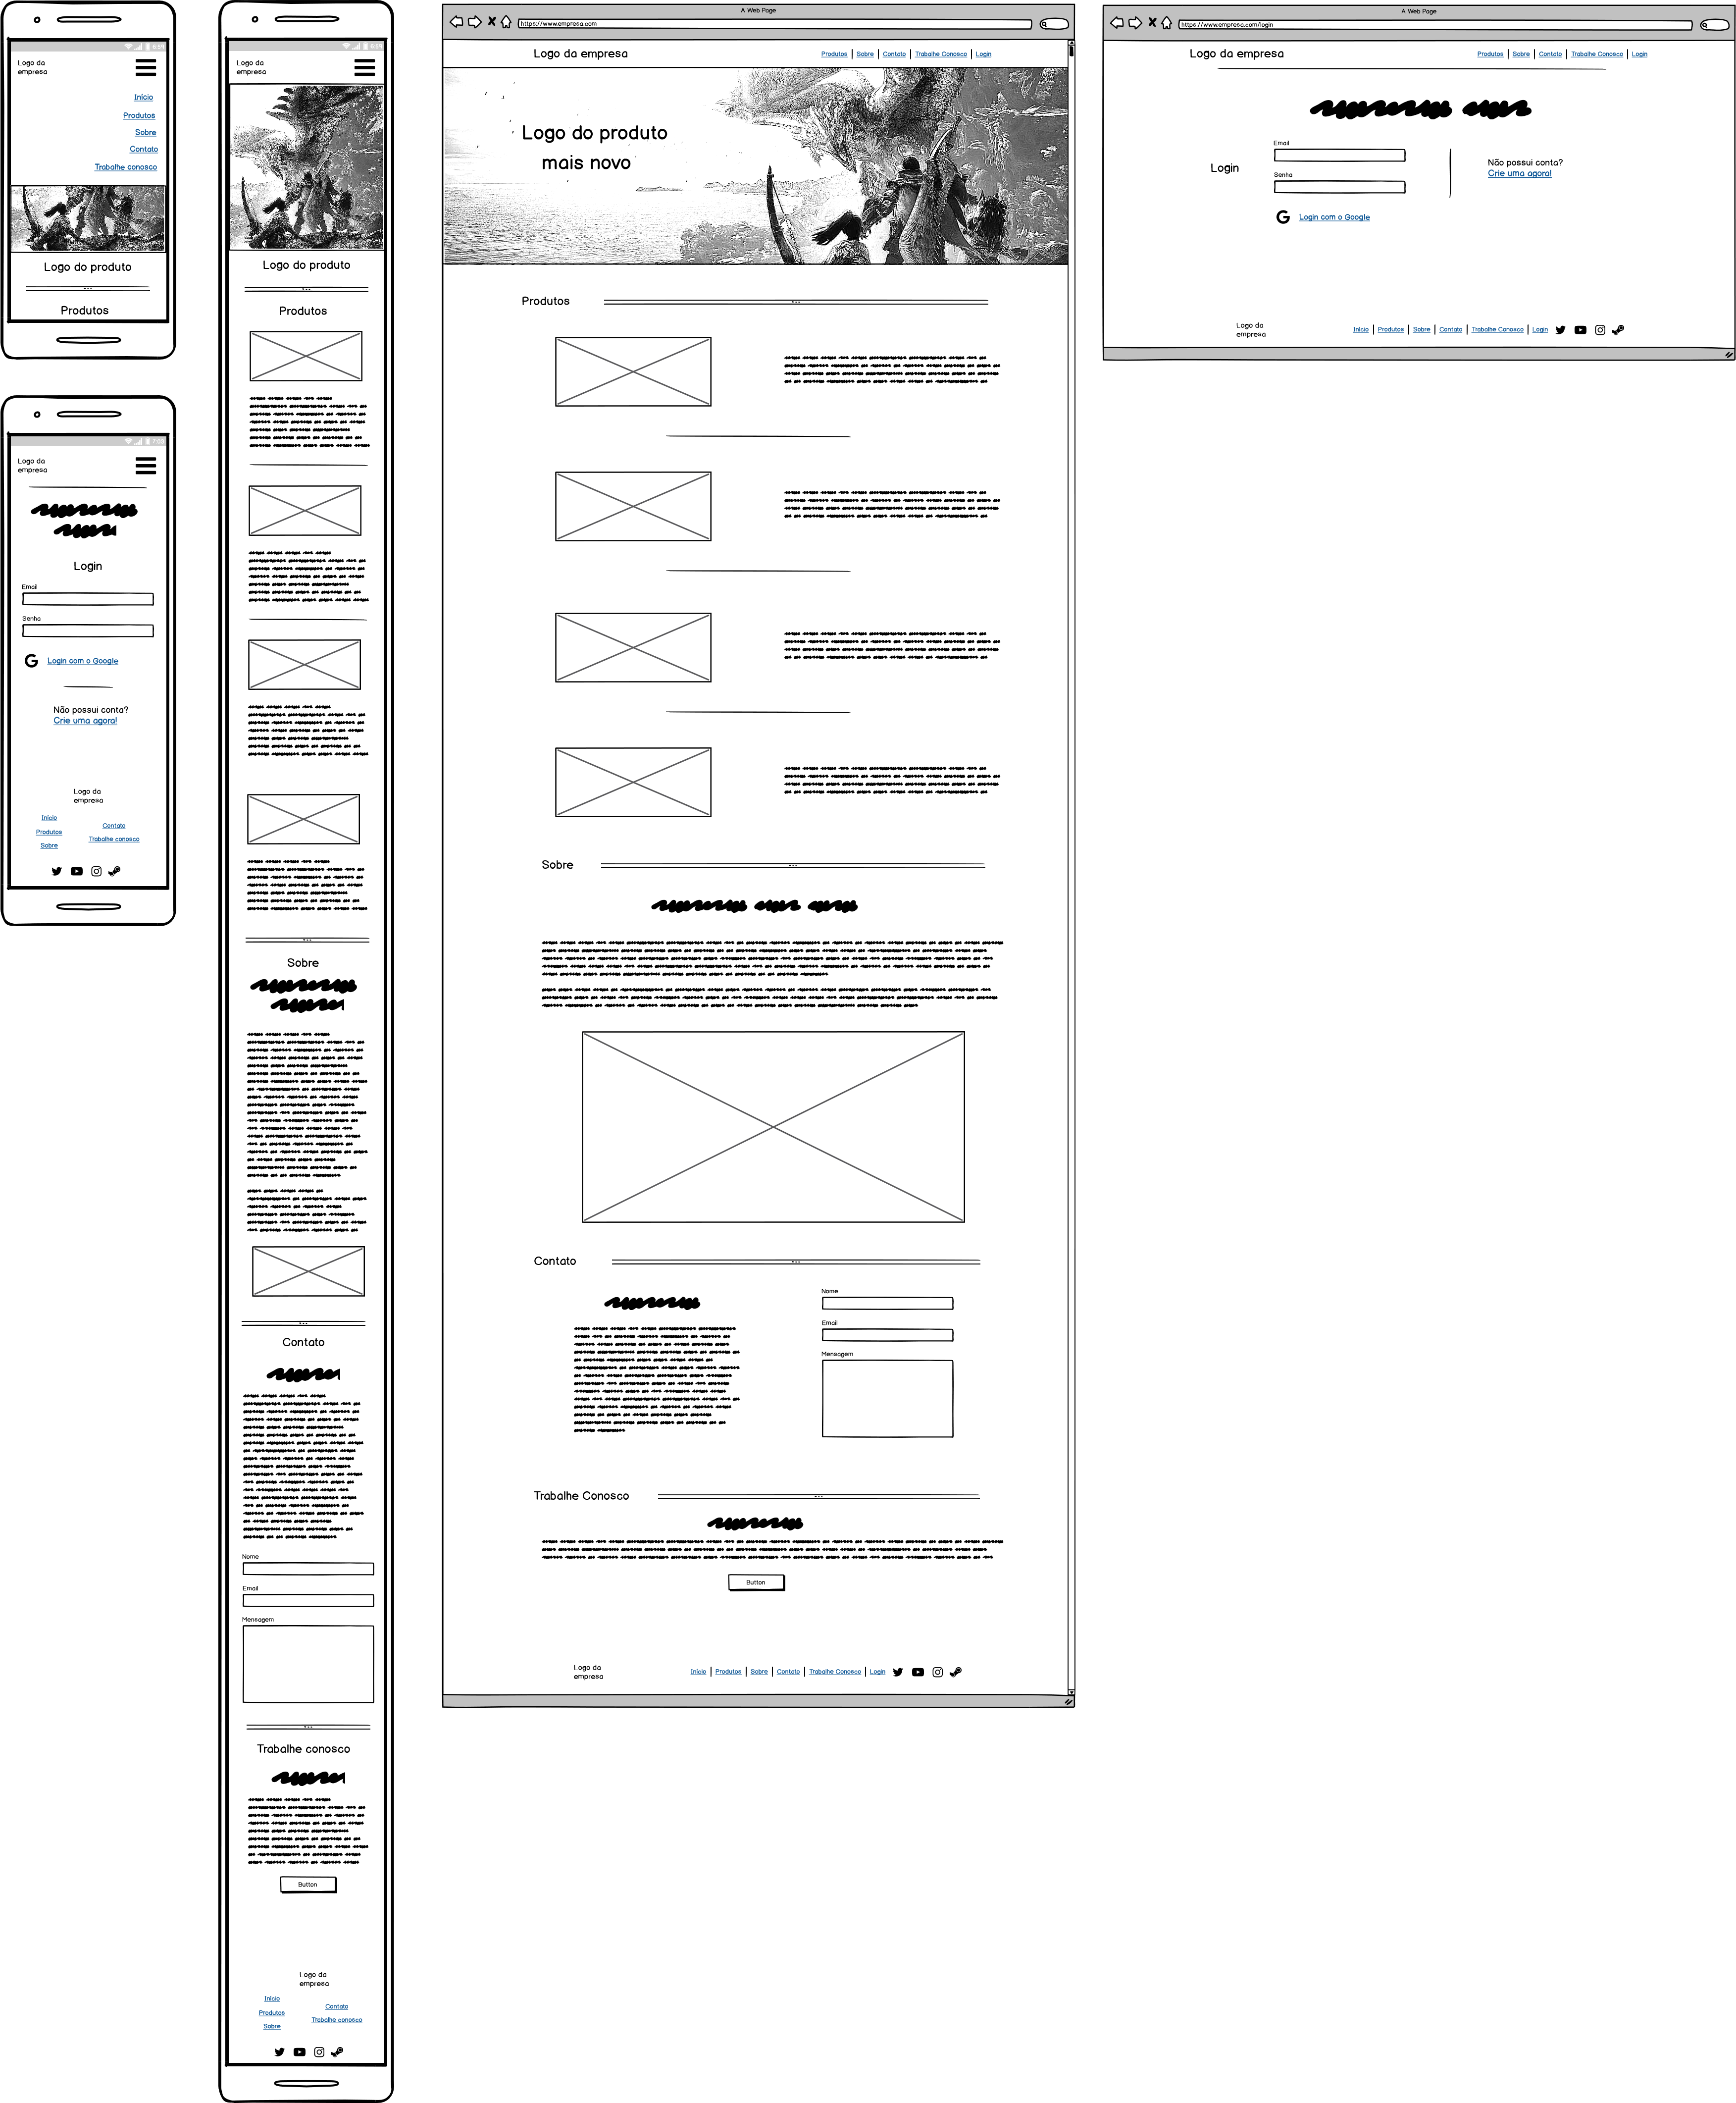 Logo da
empresa
Início
Produtos
Sobre
Contato
Trabalhe conosco
Logo do produto
Produtos
Logo da
empresa
Login
Email
Senha
Login com o Google
Não possui conta?
Crie uma agora!
Logo da
empresa
Início
Contato
Produtos
Trabalhe conosco
Sobre
Logo da
empresa
Logo do produto
Produtos
Sobre
Contato
Nome
Email
Mensagem
Trabalhe conosco
Button
Logo da
empresa
Início
Contato
Produtos
Trabalhe conosco
Sobre
A Web Page
https://www.empresa.com
Logo da empresa
Produtos | Sobre | Contato | Trabalhe Conosco | Login
Logo do produto
mais novo
Produtos
Sobre
Contato
Nome
Email
Mensagem
Trabalhe Conosco
Button
Logo da
empresa
Início | Produtos | Sobre | Contato | Trabalhe Conosco | Login
A Web Page
https://www.empresa.com/login
Logo da empresa
Produtos | Sobre | Contato | Trabalhe Conosco | Login
Login
Email
Senha
Login com o Google
Não possui conta?
Crie uma agora!
Logo da
empresa
Início | Produtos | Sobre | Contato | Trabalhe Conosco | Login